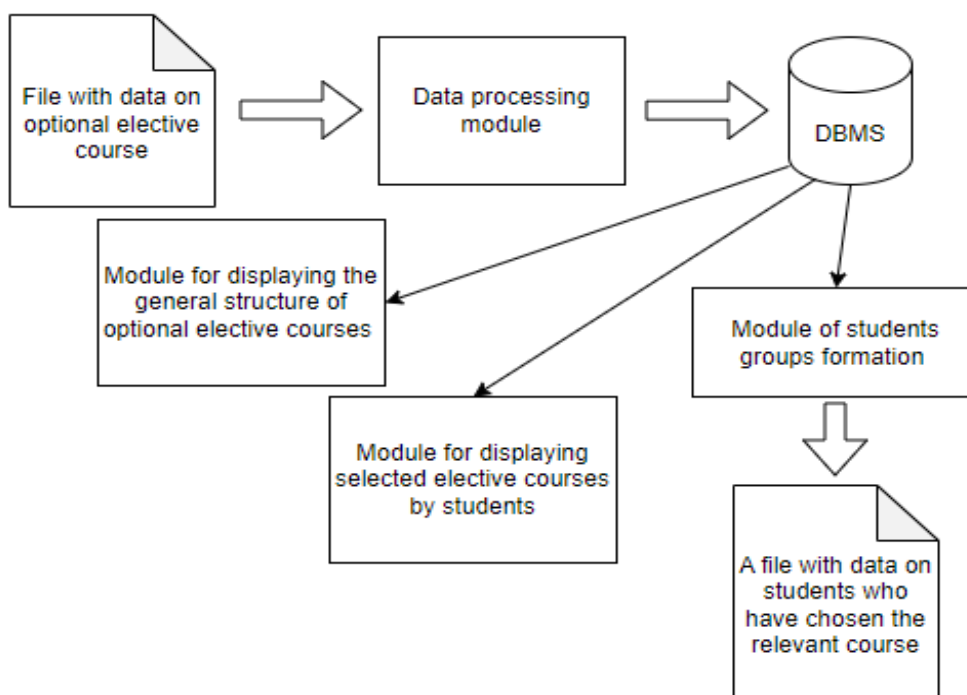 File with data on
optional elective
course
Data processing
module
DBMS
Module for displaying the
general structure of
optional elective courses
Module of students
groups formation
Module for displaying
selected elective courses
by students
A file with data on
students who
have chosen the
relevant course